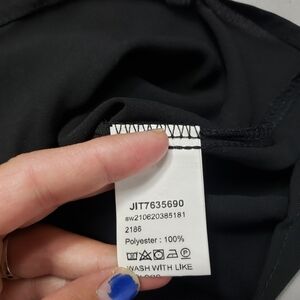 JIT7635690
sw210620385181
2186
Polyester : 100%
WASH WITH LIKE